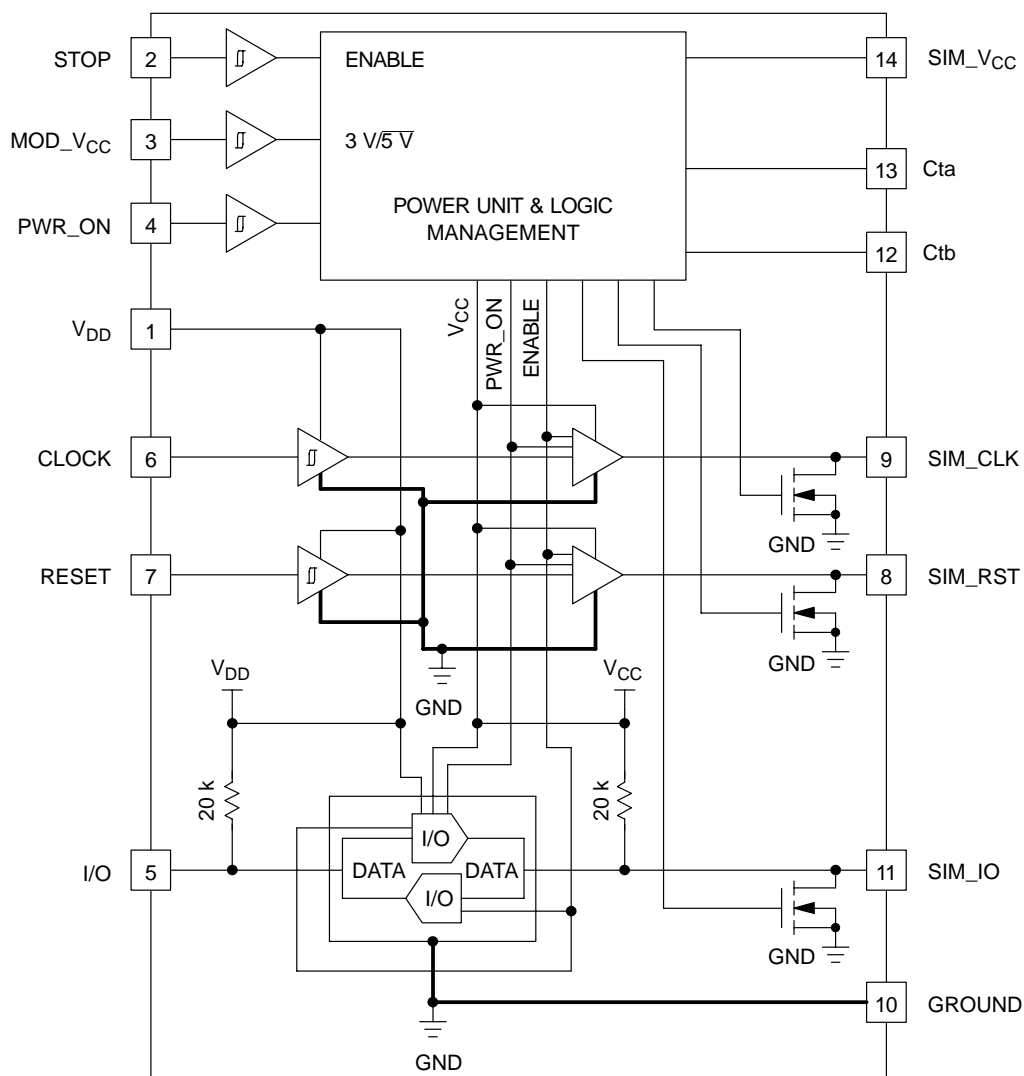 STOP 2 ENABLE 14 SIM_VCC
MOD_VCC 3 3 V/5 V
13 Cta
PWR_ON 4 POWER UNIT & LOGIC
MANAGEMENT
12 Ctb
VCC
PWR_ON
ENABLE
VDD 1
CLOCK 6 9 SIM_CLK
GND
RESET 7 8 SIM_RST
GND
VDD
GND
VCC
20 k
20 k
I/O
I/O 5 DATA DATA 11 SIM_IO
I/O
GND
10 GROUND
GND